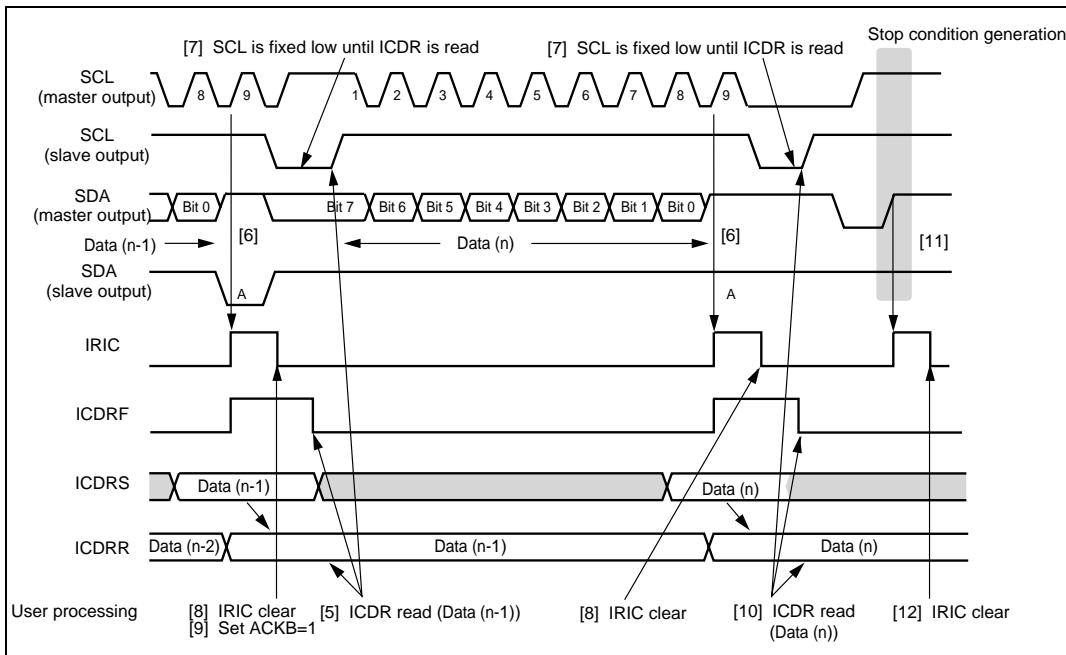 Stop condition generation
[7] SCL is fixed low until ICDR is read
[7] SCL is fixed low until ICDR is read
SCL
(master output)
8 9 1 2 3 4 5 6 7 8 9
SCL
(slave output)
SDA
(master output)
Bit 0 Bit 7 Bit 6 Bit 5 Bit 4 Bit 3 Bit 2 Bit 1 Bit 0
Data (n-1) [6] Data (n) [6] [11]
SDA
(slave output)
A A
IRIC
ICDRF
ICDRS
Data (n-1) Data (n)
ICDRR
Data (n-2) Data (n-1) Data (n)
User processing
[8] IRIC clear
[9] Set ACKB=1
[5] ICDR read (Data (n-1))
[8] IRIC clear
[10] ICDR read
(Data (n))
[12] IRIC clear